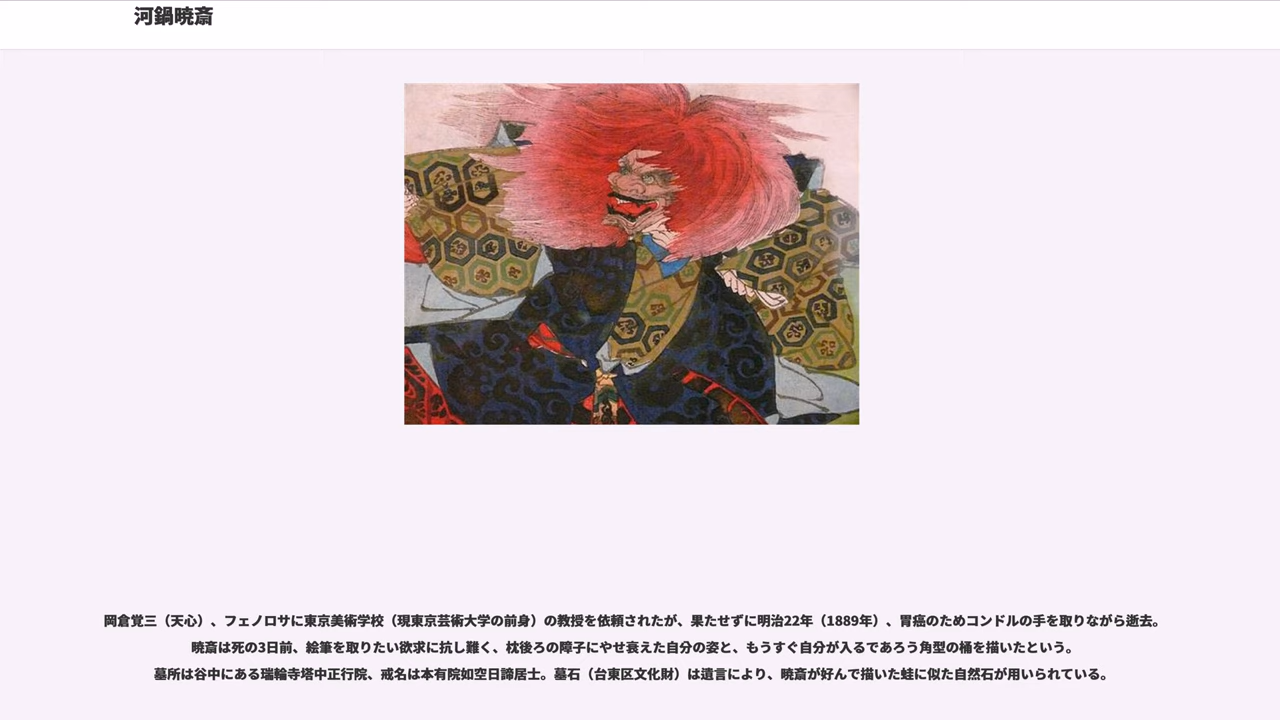 河鍋暁斎
岡倉覚三（天心）、フェノロサに東京美術学校（現東京芸術大学の前身）の教授を依頼されたが、果たせずに明治22年（1889年）、胃癌のためコンドルの手を取りながら逝去。
暁斎は死の3日前、絵筆を取りたい欲求に抗し難く、枕後ろの障子にやせ衰えた自分の姿と、もうすぐ自分が入るであろう角型の桶を描いたという。
墓所は谷中にある瑞輪寺塔中正行院、戒名は本有院如空日諦居士。墓石（台東区文化財）は遺言により、暁斎が好んで描いた蛙に似た自然石が用いられている。